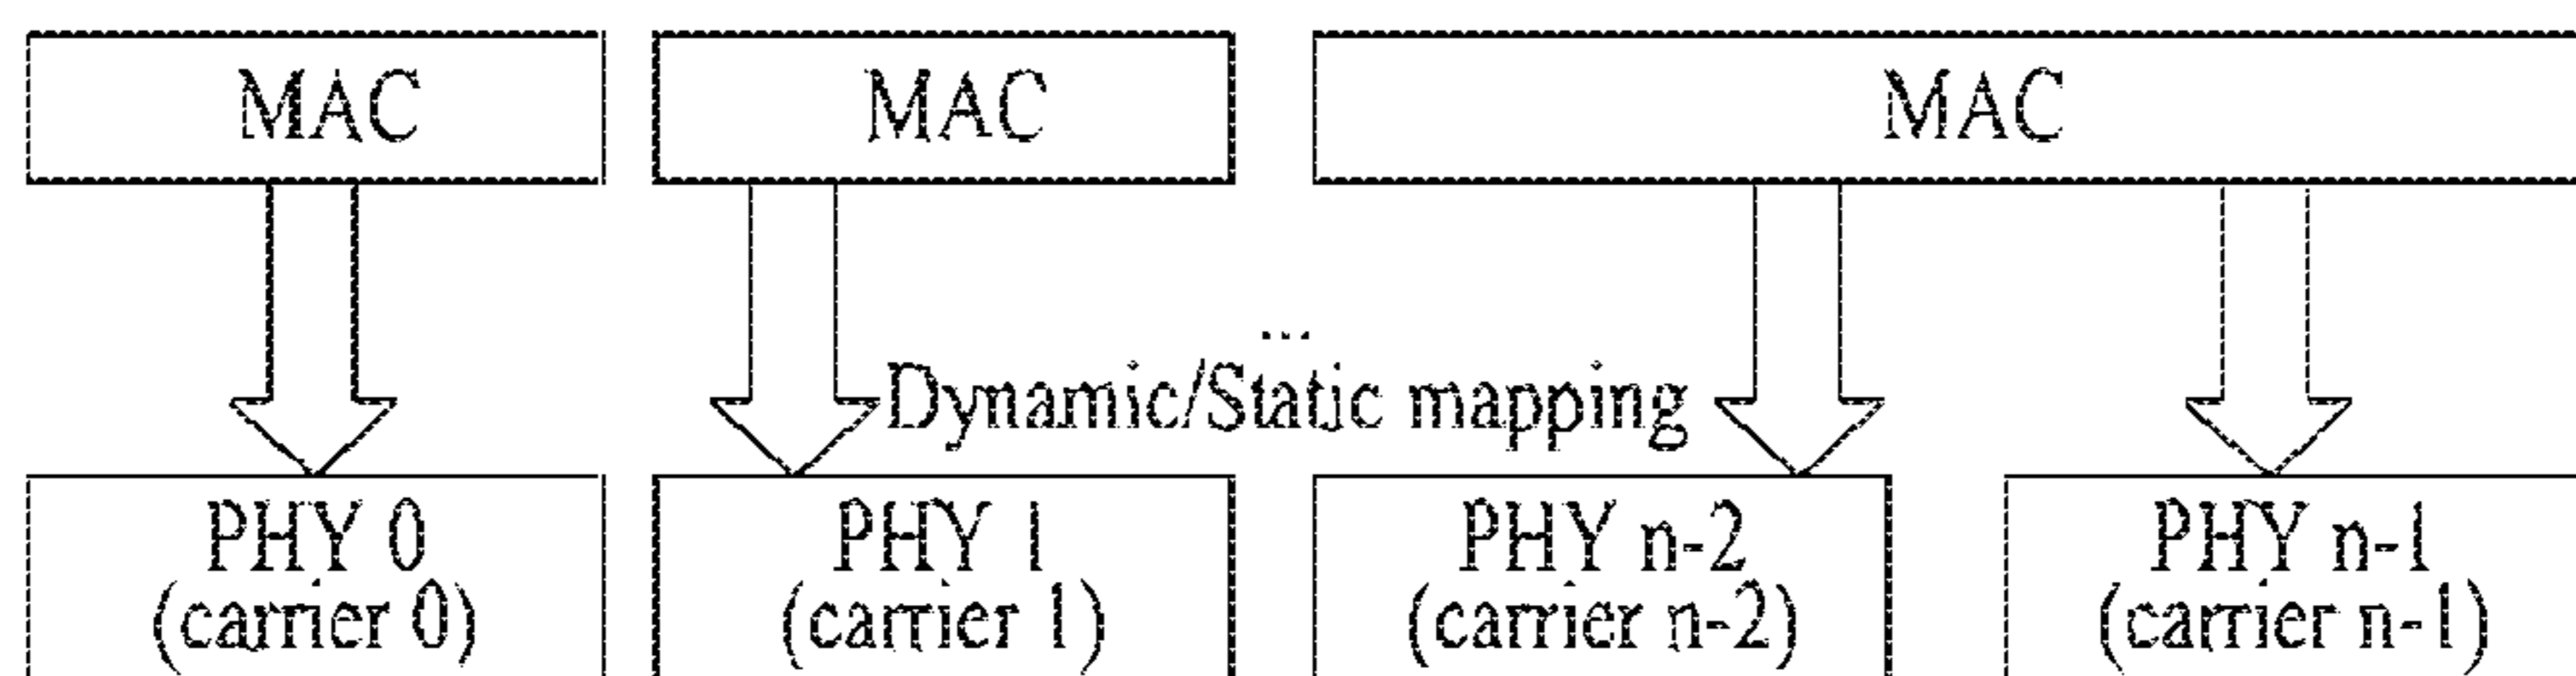 MAC MAC MAC
...
Dynamic/Static mapping
PHY 0 PHY 1 PHY n-2 PHY n-1
(carrier 0) (carrier 1) (carrier n-2) (carrier n-1)